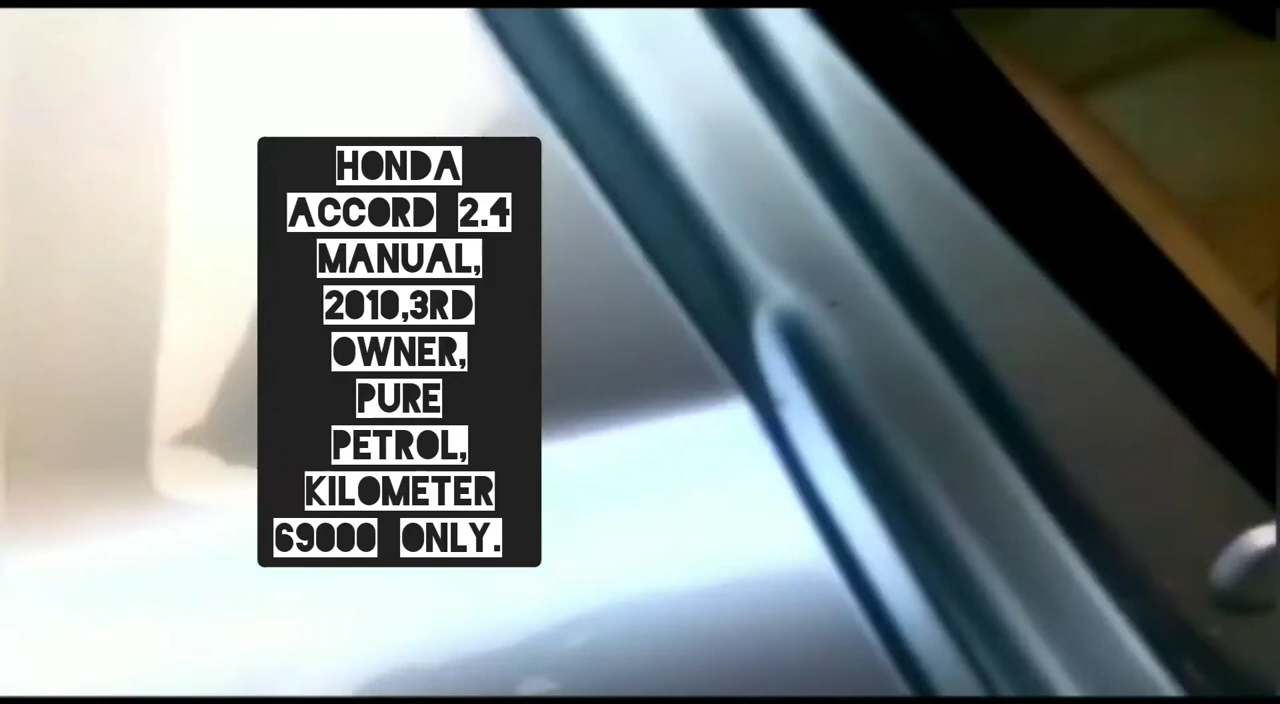 HONDA
ACCORD 2.4
MANUAL,
2010,3RD
OWNER,
PURE
PETROL,
KILOMETER
69000 ONLY.